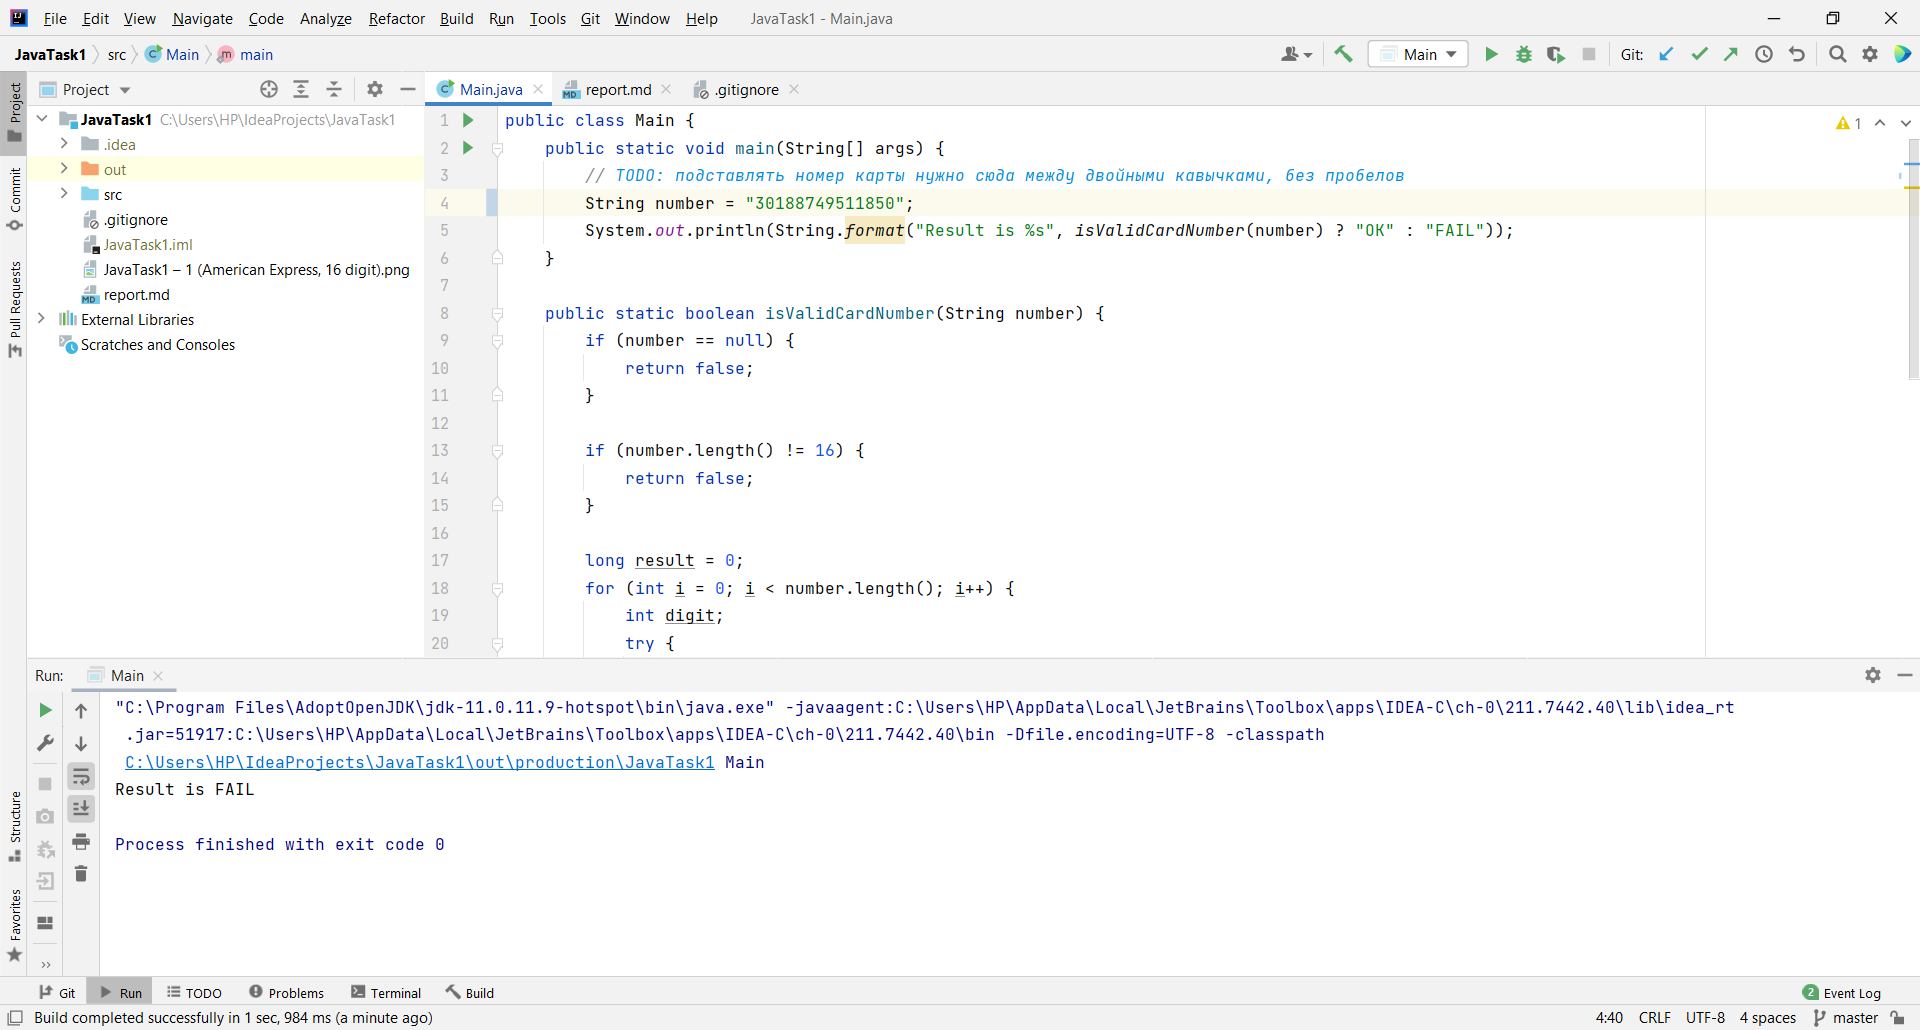 File Edit View Navigate Code Analyze Refactor Build Run Tools Git Window Help JavaTask1 - Main.java
JavaTask1 src Main main
Main
Git:
Project
Main.java
report.md
.gitignore
JavaTask1 C:\Users\HP\IdeaProjects\JavaTask1
.idea
out
src
.gitignore
JavaTask1.iml
JavaTask1 – 1 (American Express, 16 digit).png
report.md
External Libraries
Scratches and Consoles
Project
Commit
Pull Requests
Structure
Favorites
1
1 public class Main {
2 public static void main(String[] args) {
3 // TODO: подставлять номер карты нужно сюда между двойными кавычками, без пробелов
4 String number = "30188749511850";
5 System.out.println(String.format("Result is %s", isValidCardNumber(number) ? "OK" : "FAIL"));
6 }
7
8 public static boolean isValidCardNumber(String number) {
9 if (number == null) {
10 return false;
11 }
12
13 if (number.length() != 16) {
14 return false;
15 }
16
17 long result = 0;
18 for (int i = 0; i < number.length(); i++) {
19 int digit;
20 try {
Run: Main
"C:\Program Files\AdoptOpenJDK\jdk-11.0.11.9-hotspot\bin\java.exe" -javaagent:C:\Users\HP\AppData\Local\JetBrains\Toolbox\apps\IDEA-C\ch-0\211.7442.40\lib\idea_rt
.jar=51917:C:\Users\HP\AppData\Local\JetBrains\Toolbox\apps\IDEA-C\ch-0\211.7442.40\bin -Dfile.encoding=UTF-8 -classpath
C:\Users\HP\IdeaProjects\JavaTask1\out\production\JavaTask1 Main
Result is FAIL
Process finished with exit code 0
Git Run TODO Problems Terminal Build
2 Event Log
Build completed successfully in 1 sec, 984 ms (a minute ago)
4:40 CRLF UTF-8 4 spaces master